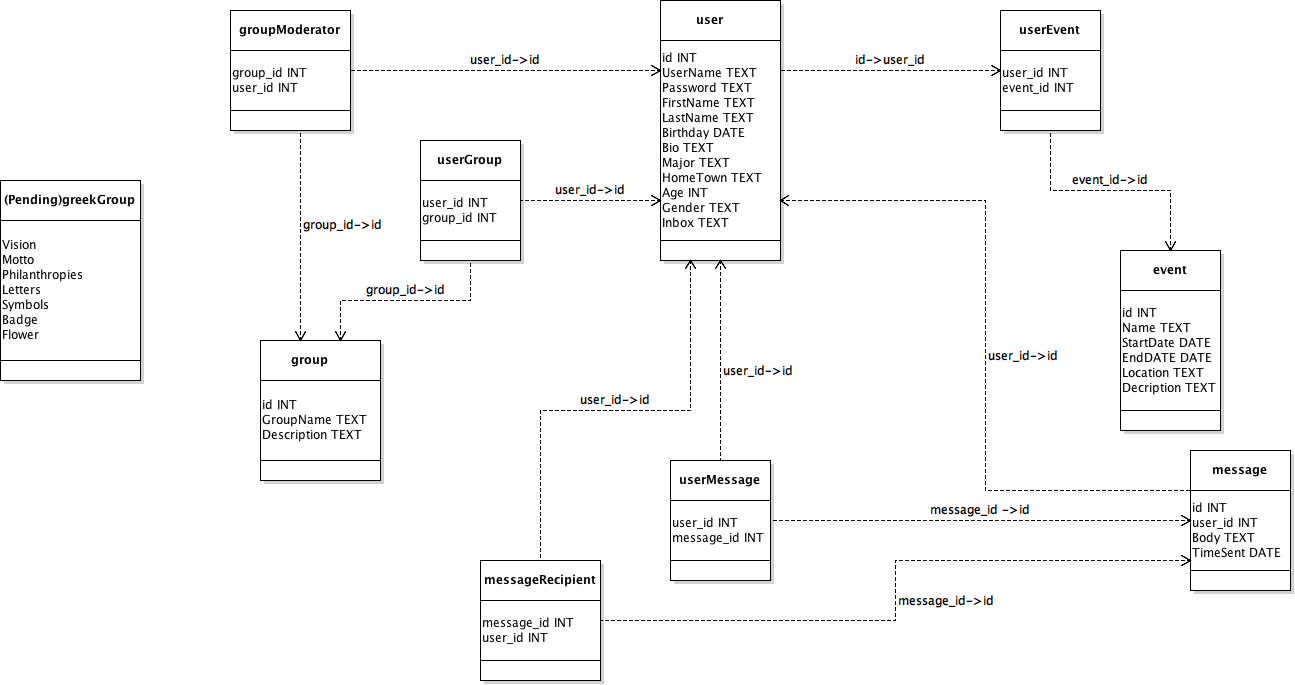 groupModerator
group_id INT
user_id INT
user_id->id
user
id INT
UserName TEXT
Password TEXT
FirstName TEXT
LastName TEXT
Birthday DATE
Bio TEXT
Major TEXT
HomeTown TEXT
Age INT
Gender TEXT
Inbox TEXT
id->user_id
userEvent
user_id INT
event_id INT
userGroup
user_id INT
group_id INT
user_id->id
event_id->id
(Pending)greekGroup
Vision
Motto
Philanthropies
Letters
Symbols
Badge
Flower
group_id->id
group_id->id
event
id INT
Name TEXT
StartDate DATE
EndDATE DATE
Location TEXT
Decription TEXT
group
id INT
GroupName TEXT
Description TEXT
user_id->id
user_id->id
user_id->id
userMessage
user_id INT
message_id INT
message_id ->id
message
id INT
user_id INT
Body TEXT
TimeSent DATE
messageRecipient
message_id INT
user_id INT
message_id->id